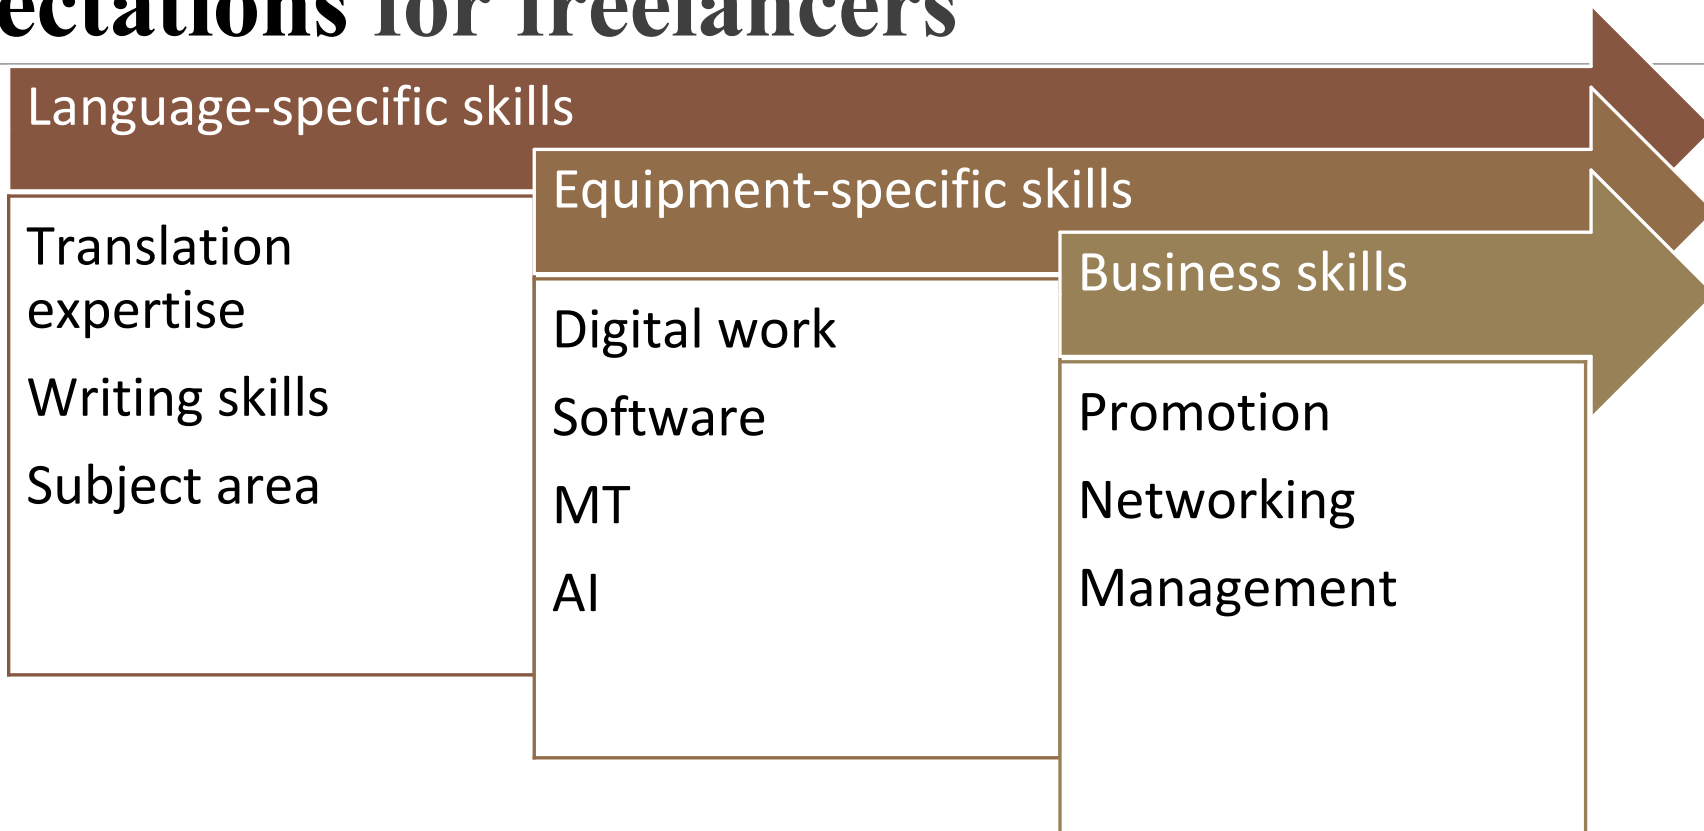 ectations for freelancers
Language-specific skills
Translation
expertise
Writing skills
Subject area
Equipment-specific skills
Digital work
Software
MT
AI
Business skills
Promotion
Networking
Management